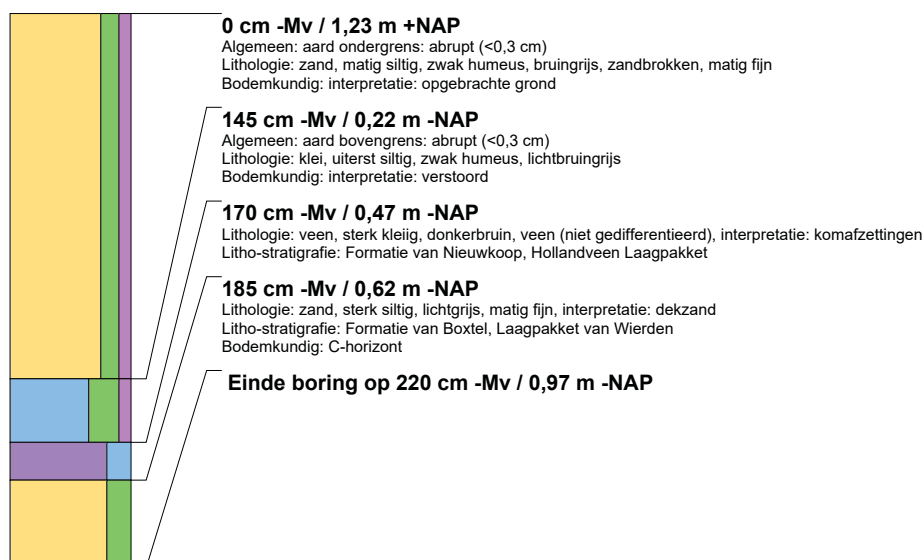 0 cm -Mv / 1,23 m +NAP
Algemeen: aard ondergrens: abrupt (<0,3 cm)
Lithologie: zand, matig siltig, zwak humeus, bruingrijs, zandbrokken, matig fijn
Bodemkundig: interpretatie: opgebrachte grond
145 cm -Mv / 0,22 m -NAP
Algemeen: aard bovengrens: abrupt (<0,3 cm)
Lithologie: klei, uiterst siltig, zwak humeus, lichtbruingrijs
Bodemkundig: interpretatie: verstoord
170 cm -Mv / 0,47 m -NAP
Lithologie: veen, sterk kleiig, donkerbruin, veen (niet gedifferentieerd), interpretatie: komafzettingen
Litho-stratigrafie: Formatie van Nieuwkoop, Hollandveen Laagpakket
185 cm -Mv / 0,62 m -NAP
Lithologie: zand, sterk siltig, lichtgrijs, matig fijn, interpretatie: dekzand
Litho-stratigrafie: Formatie van Boxtel, Laagpakket van Wierden
Bodemkundig: C-horizont
Einde boring op 220 cm -Mv / 0,97 m -NAP